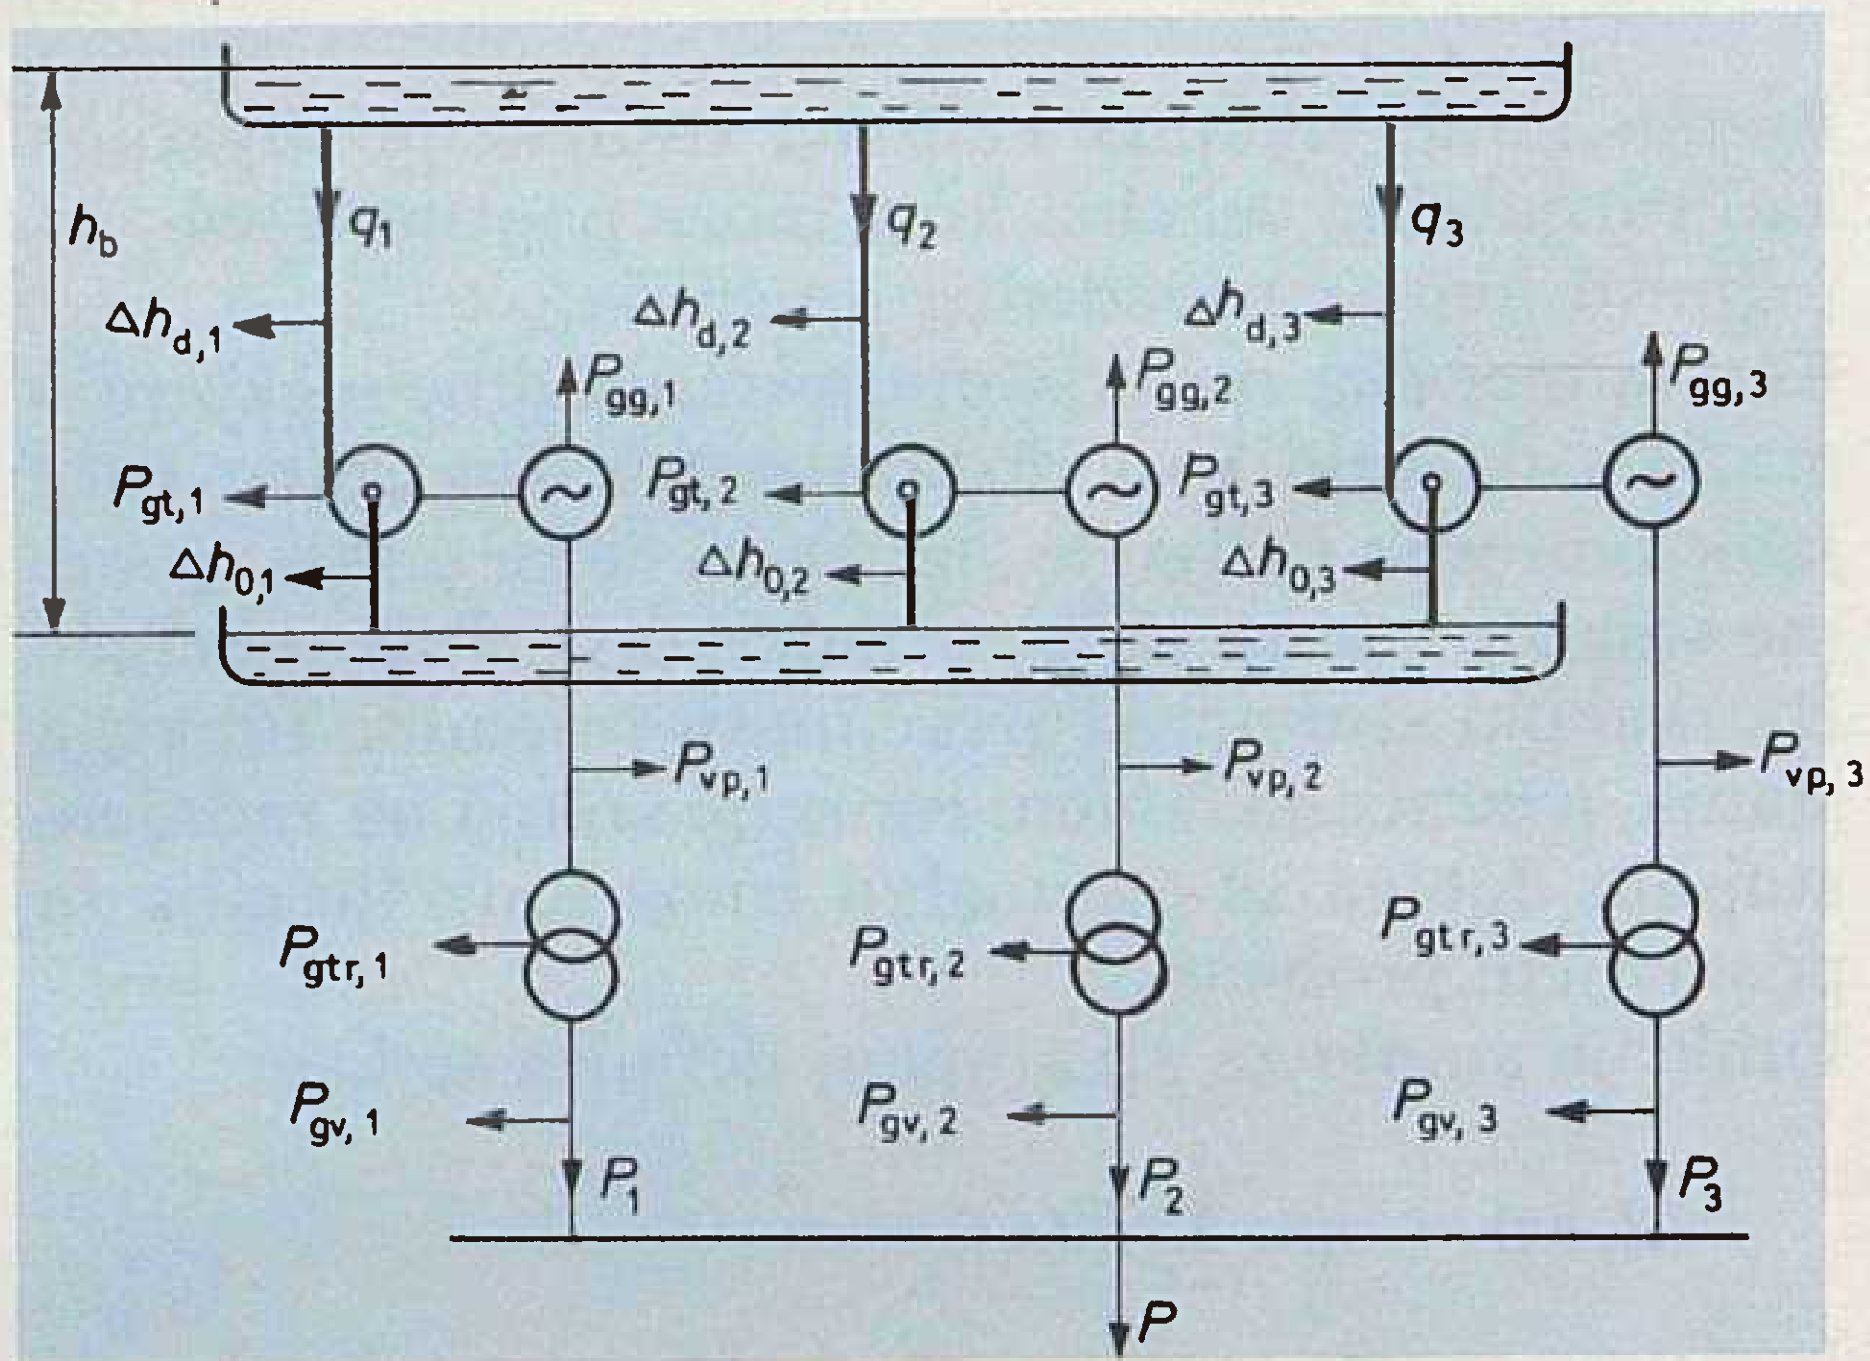 h_b
q_1
q_2
q_3
Δh_d,1
Δh_d,2
Δh_d,3
P_gg,1
P_gg,2
P_gg,3
P_gt,1
~
P_gt,2
~
P_gt,3
~
Δh_0,1
Δh_0,2
Δh_0,3
P_vp,1
P_vp,2
P_vp,3
P_gtr,1
P_gtr,2
P_gtr,3
P_gv,1
P_gv,2
P_gv,3
P_1
P_2
P_3
P